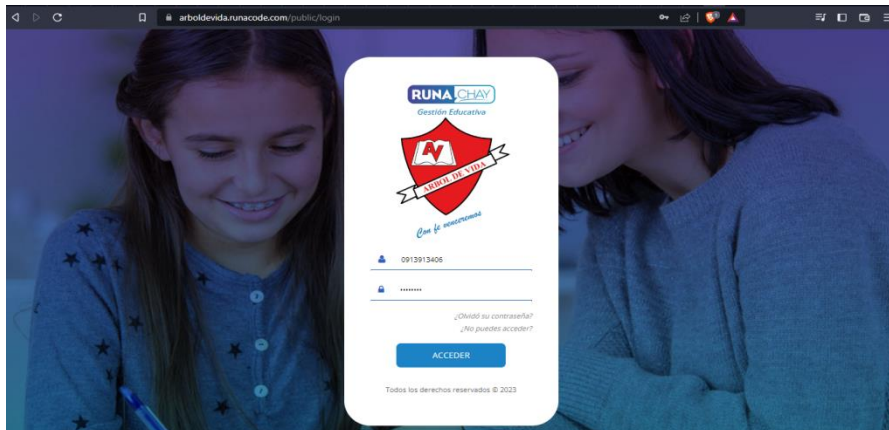 arboldevida.runacode.com/public/login
RUNA CHAY
Gestión Educativa
AV
ARBOL DE VIDA
Con fe venceremos
0913913406
••••••••
¿Olvidó su contraseña?
¿No puedes acceder?
ACCEDER
Todos los derechos reservados © 2023